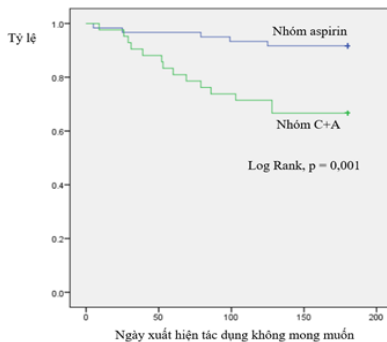 Tỷ lệ
1.0
0.8
0.6
0.4
0.2
0.0
Nhóm aspirin
Nhóm C+A
Log Rank, p = 0,001
0 50 100 150 200
Ngày xuất hiện tác dụng không mong muốn